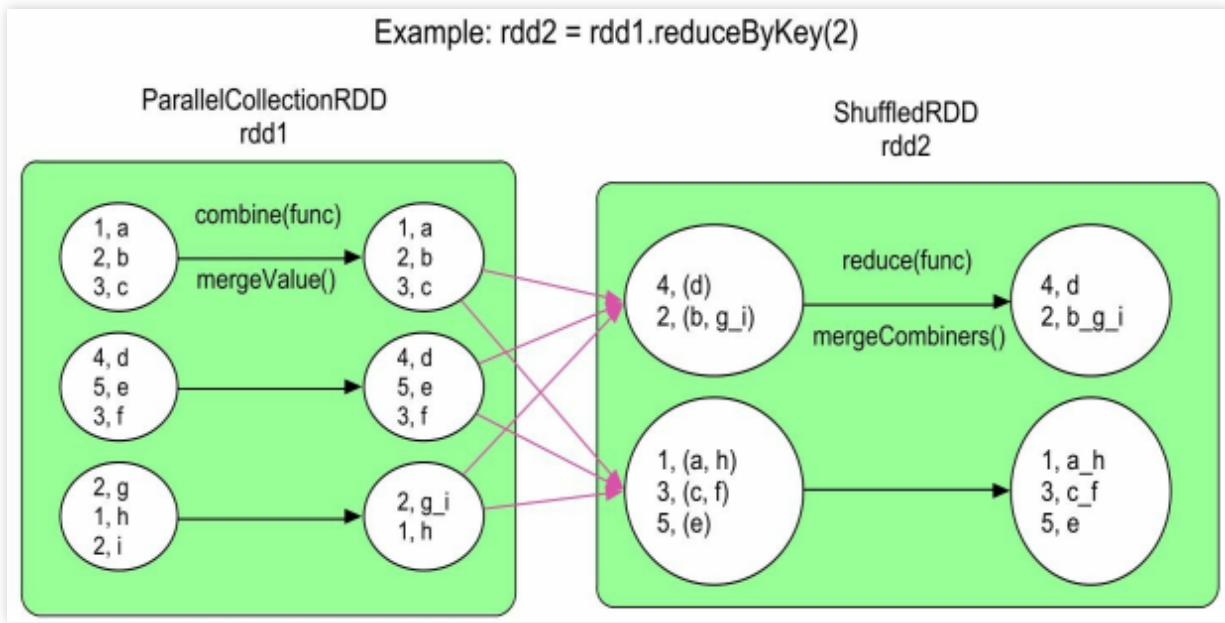 Example: rdd2 = rdd1.reduceByKey(2)
ParallelCollectionRDD
rdd1
1, a
2, b
3, c
combine(func)
mergeValue()
1, a
2, b
3, c
4, d
5, e
3, f
4, d
5, e
3, f
2, g
1, h
2, i
2, g_i
1, h
ShuffledRDD
rdd2
4, (d)
2, (b, g_i)
reduce(func)
mergeCombiners()
4, d
2, b_g_i
1, (a, h)
3, (c, f)
5, (e)
1, a_h
3, c_f
5, e